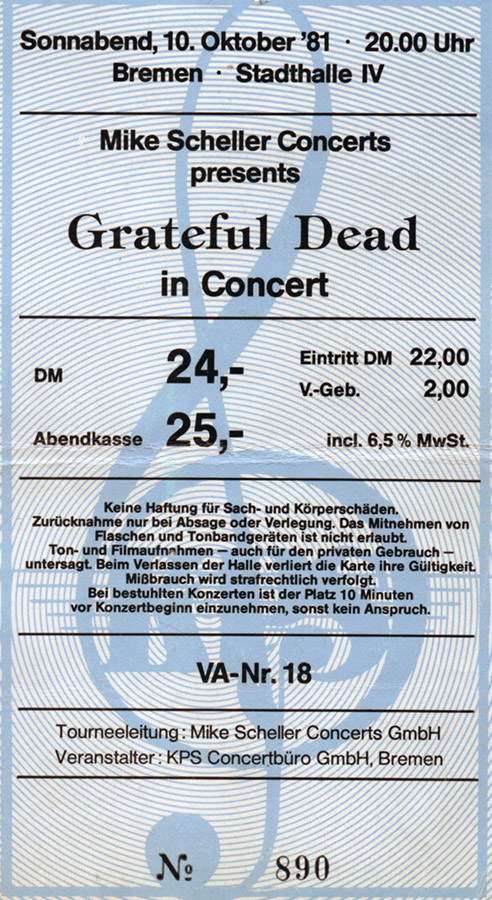 Sonnabend, 10. Oktober '81 · 20.00 Uhr
Bremen · Stadthalle IV
Mike Scheller Concerts
presents
Grateful Dead
in Concert
DM 24,- Eintritt DM 22,00
V.-Geb. 2,00
Abendkasse 25,- incl. 6,5 % MwSt.
Keine Haftung für Sach- und Körperschäden.
Zurücknahme nur bei Absage oder Verlegung. Das Mitnehmen von
Flaschen und Tonbandgeräten ist nicht erlaubt.
Ton- und Filmaufnahmen — auch für den privaten Gebrauch —
untersagt. Beim Verlassen der Halle verliert die Karte ihre Gültigkeit.
Mißbrauch wird strafrechtlich verfolgt.
Bei bestuhlten Konzerten ist der Platz 10 Minuten
vor Konzertbeginn einzunehmen, sonst kein Anspruch.
VA-Nr. 18
Tourneeleitung: Mike Scheller Concerts GmbH
Veranstalter: KPS Concertbüro GmbH, Bremen
№ 890